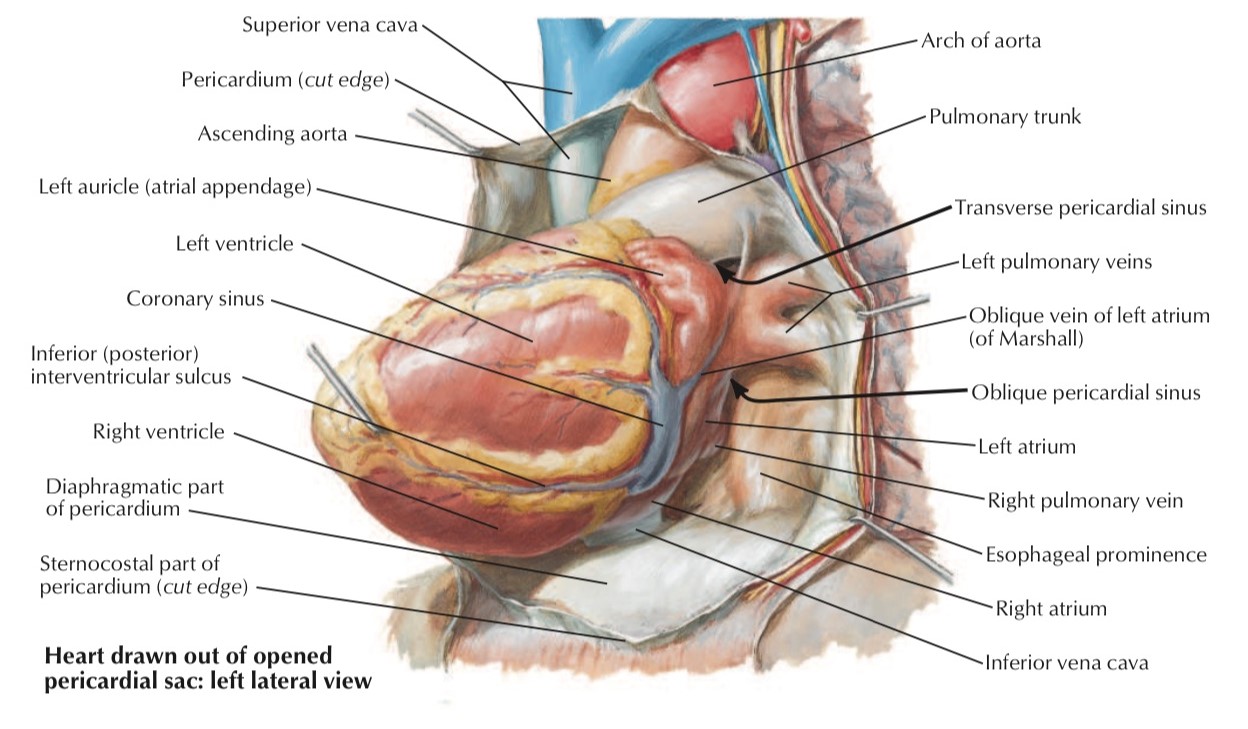 Superior vena cava
Pericardium (cut edge)
Ascending aorta
Left auricle (atrial appendage)
Left ventricle
Coronary sinus
Inferior (posterior)
interventricular sulcus
Right ventricle
Diaphragmatic part
of pericardium
Sternocostal part of
pericardium (cut edge)
Heart drawn out of opened
pericardial sac: left lateral view
Arch of aorta
Pulmonary trunk
Transverse pericardial sinus
Left pulmonary veins
Oblique vein of left atrium
(of Marshall)
Oblique pericardial sinus
Left atrium
Right pulmonary vein
Esophageal prominence
Right atrium
Inferior vena cava